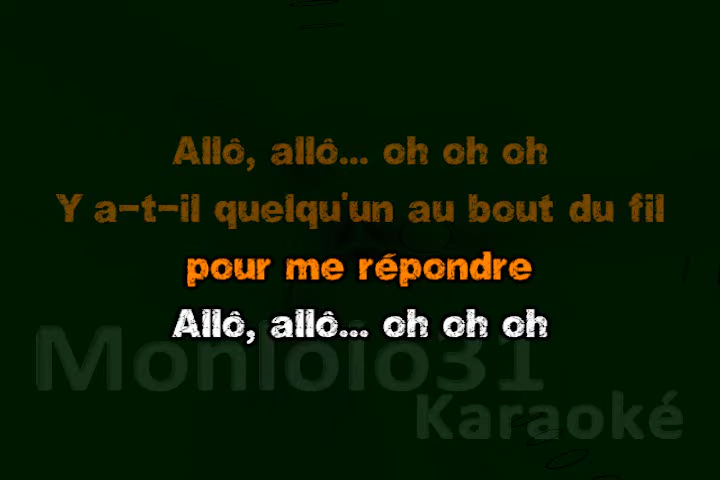 Allô, allô... oh oh oh
Y a-t-il quelqu'un au bout du fil
pour me répondre
Allô, allô... oh oh oh
Monloio31
Karaoké